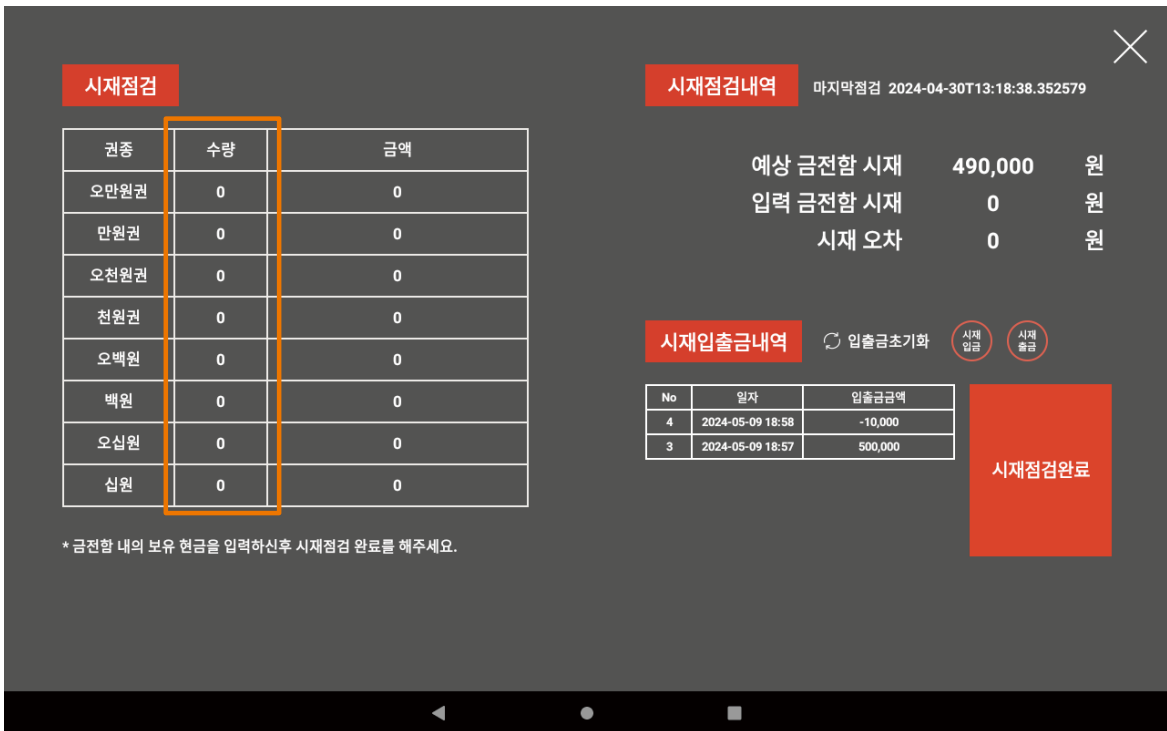 시재점검
권종 수량 금액
오만원권 0 0
만원권 0 0
오천원권 0 0
천원권 0 0
오백원 0 0
백원 0 0
오십원 0 0
십원 0 0
* 금전함 내의 보유 현금을 입력하신후 시재점검 완료를 해주세요.
시재점검내역 마지막점검 2024-04-30T13:18:38.352579
예상 금전함 시재 490,000 원
입력 금전함 시재 0 원
시재 오차 0 원
시재입출금내역 입출금초기화 시재입금 시재출금
No 일자 입출금금액
4 2024-05-09 18:58 -10,000
3 2024-05-09 18:57 500,000
시재점검완료